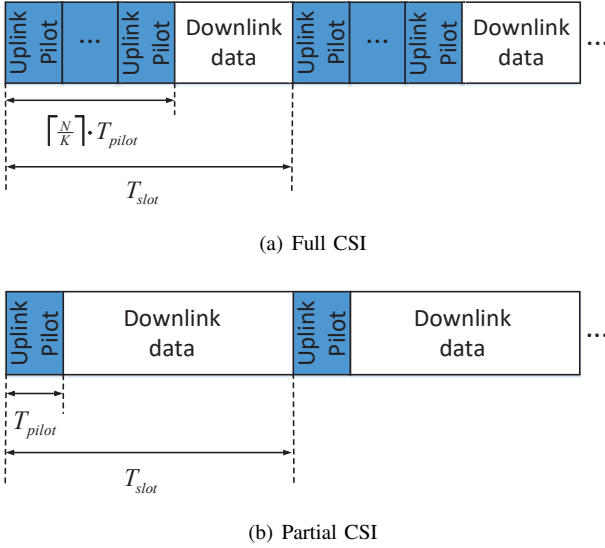 Uplink Pilot ... Uplink Pilot Downlink data Uplink Pilot ... Uplink Pilot Downlink data ...
⌈N/K⌉·T_pilot
T_slot
(a) Full CSI
Uplink Pilot Downlink data Uplink Pilot Downlink data ...
T_pilot
T_slot
(b) Partial CSI